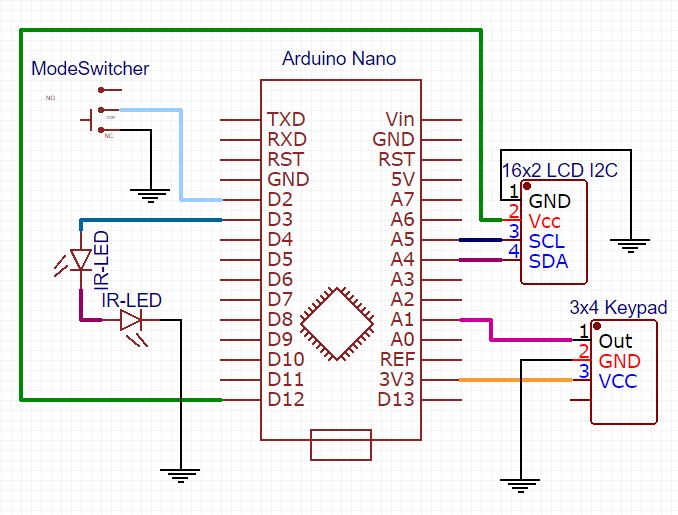 Arduino Nano
ModeSwitcher
NO
COM
NC
TXD
RXD
RST
GND
D2
D3
D4
D5
D6
D7
D8
D9
D10
D11
D12
Vin
GND
RST
5V
A7
A6
A5
A4
A3
A2
A1
A0
REF
3V3
D13
IR-LED
IR-LED
16x2 LCD I2C
1 GND
2 Vcc
3 SCL
4 SDA
3x4 Keypad
1 Out
2 GND
3 VCC